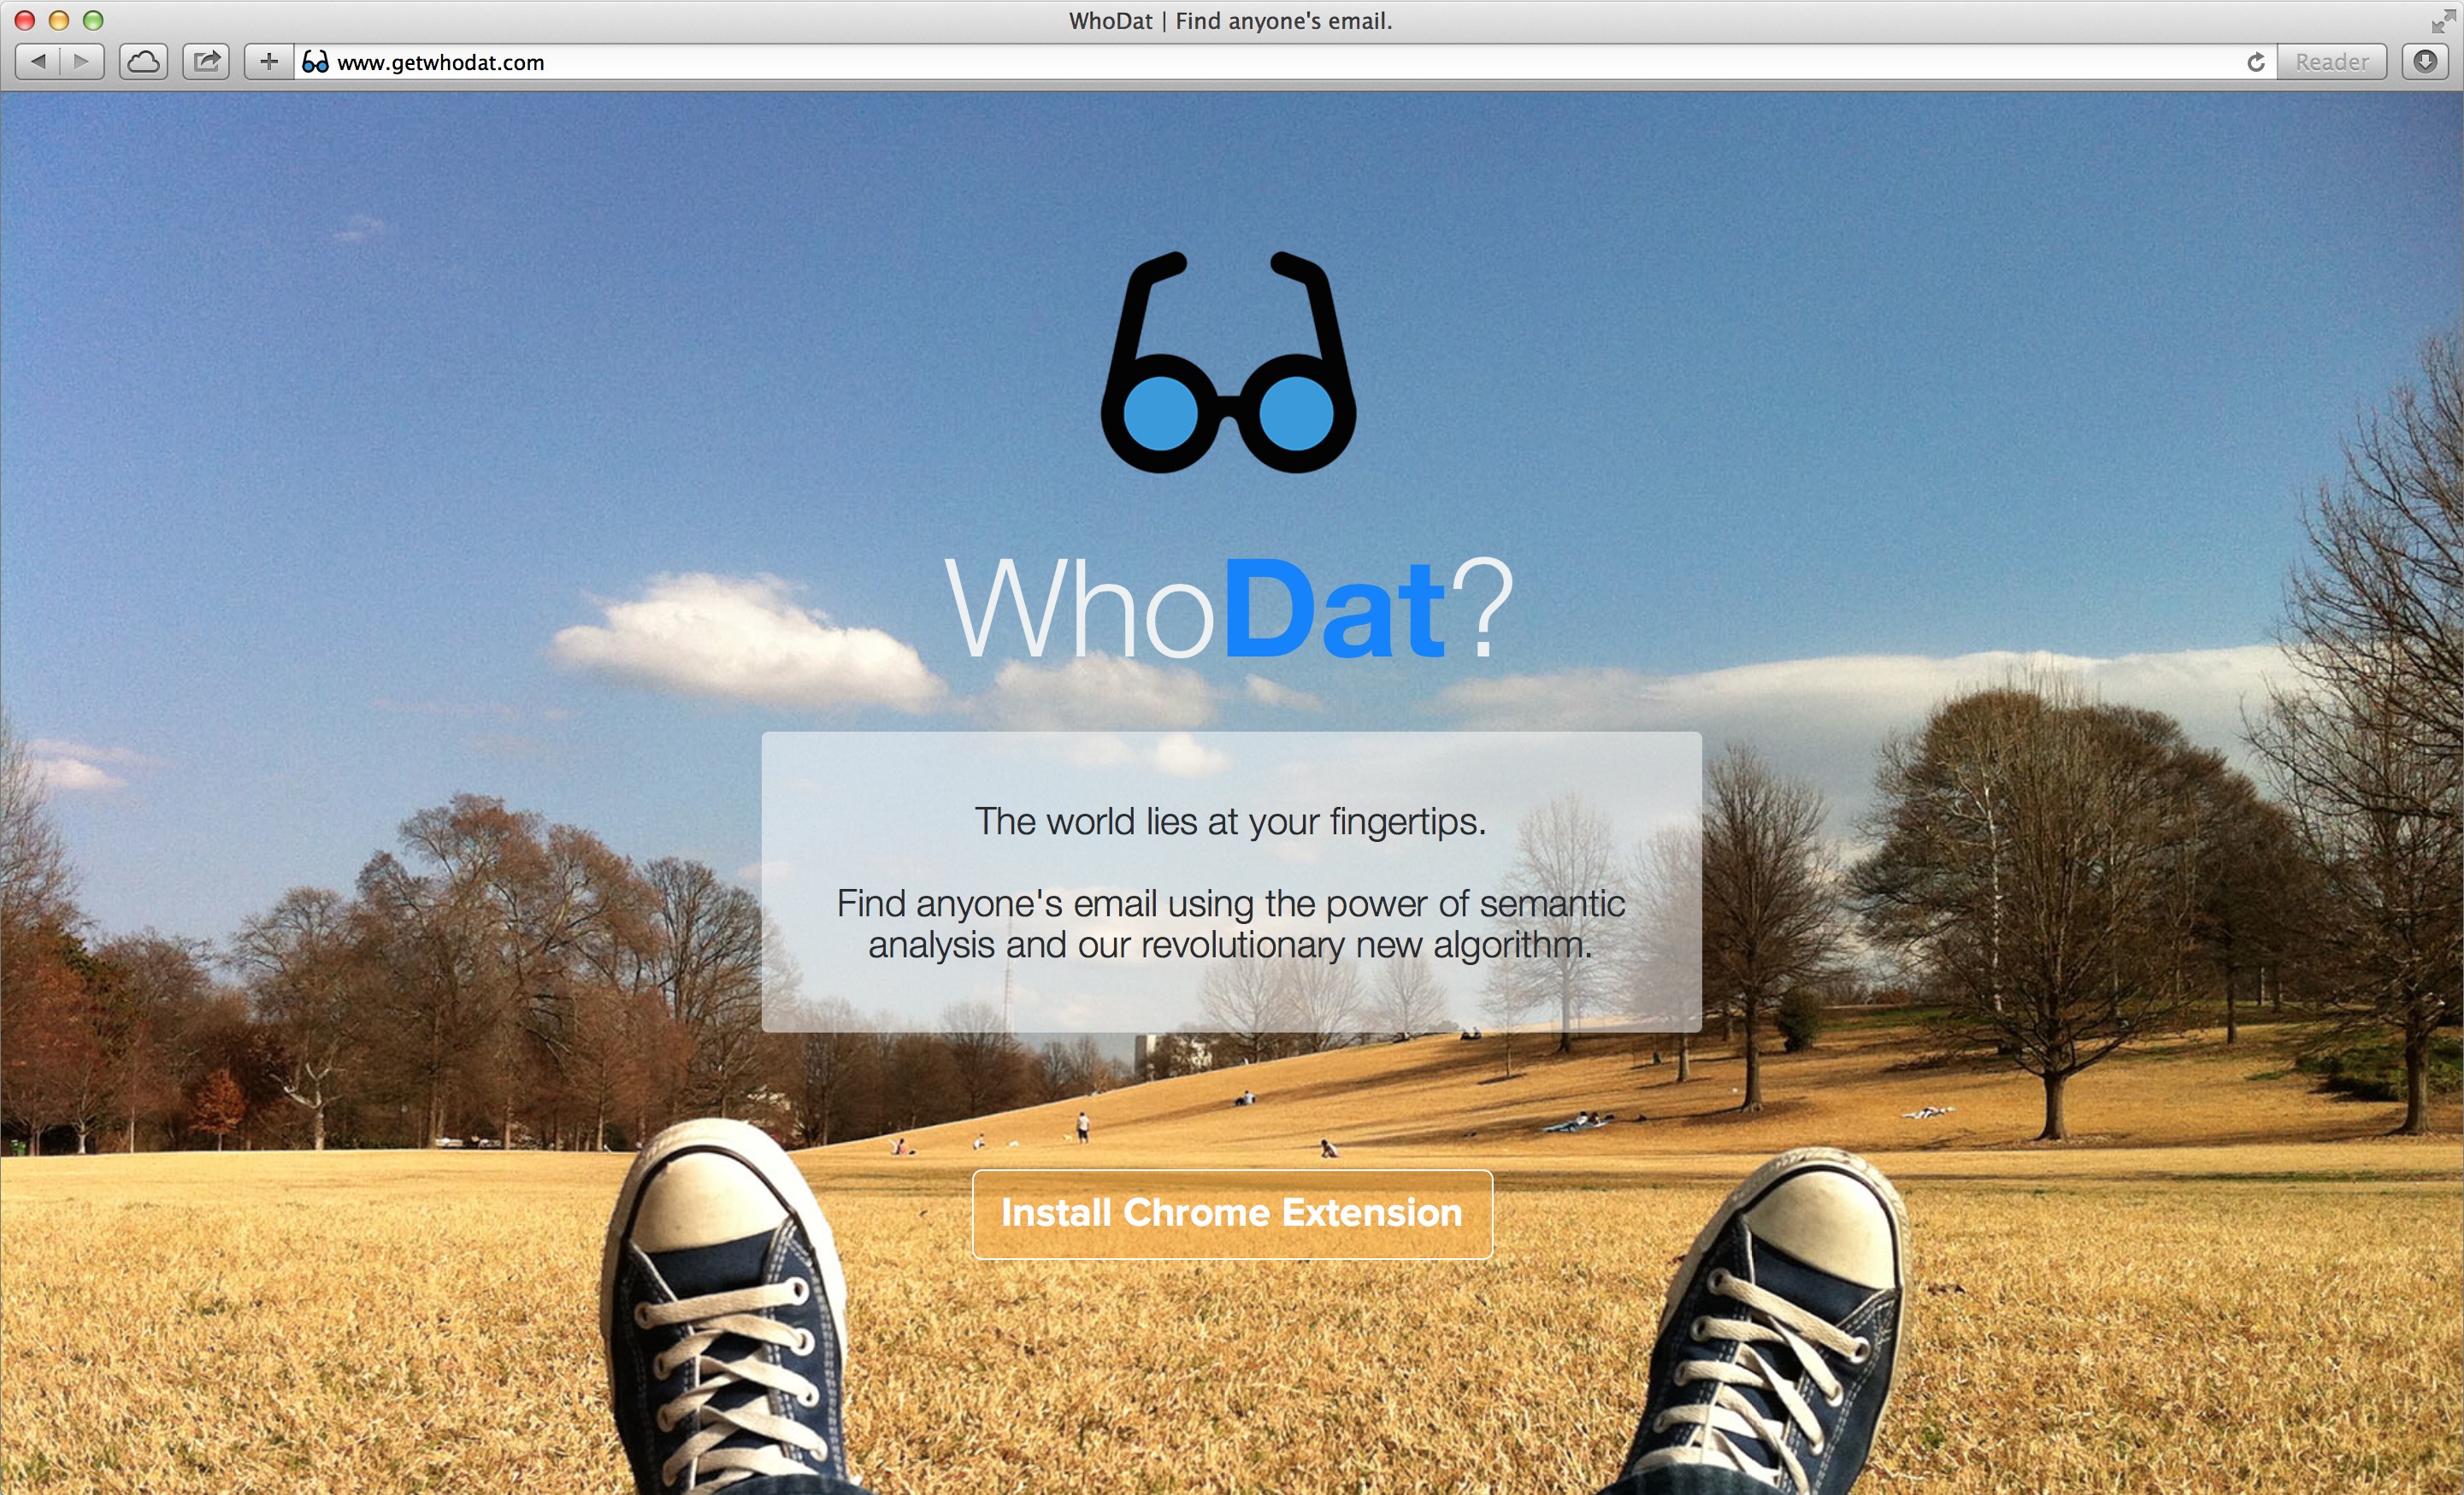 WhoDat | Find anyone's email.
www.getwhodat.com
Reader
WhoDat?
The world lies at your fingertips.
Find anyone's email using the power of semantic
analysis and our revolutionary new algorithm.
Install Chrome Extension